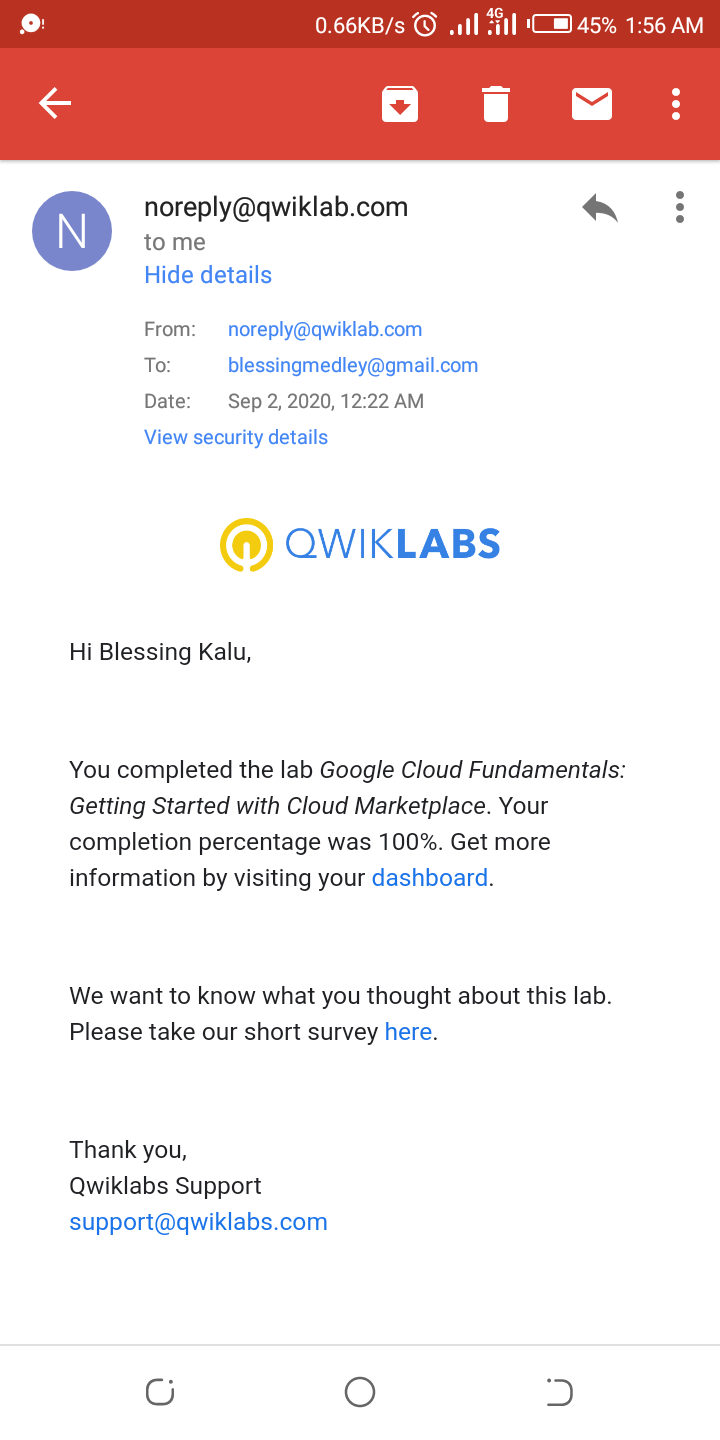 0.66KB/s 4G 45% 1:56 AM
N
noreply@qwiklab.com
to me
Hide details
From: noreply@qwiklab.com
To: blessingmedley@gmail.com
Date: Sep 2, 2020, 12:22 AM
View security details
QWIKLABS
Hi Blessing Kalu,
You completed the lab Google Cloud Fundamentals:
Getting Started with Cloud Marketplace. Your
completion percentage was 100%. Get more
information by visiting your dashboard.
We want to know what you thought about this lab.
Please take our short survey here.
Thank you,
Qwiklabs Support
support@qwiklabs.com